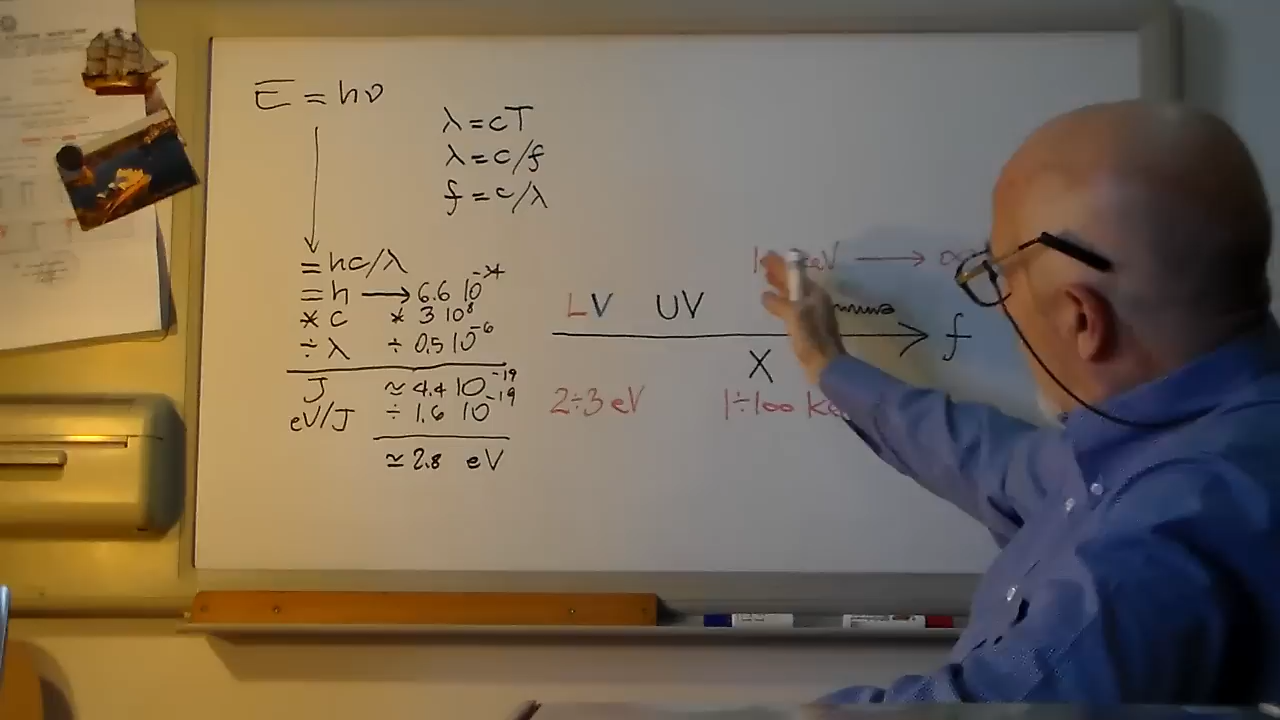 E = hν
λ = cT
λ = c/f
f = c/λ
= hc/λ
= h → 6.6 10
* c * 3 10⁸
÷ λ ÷ 0.5 10⁻⁶
J ≃ 4.4 10⁻¹⁹
eV/J ÷ 1.6 10⁻¹⁹
≃ 2.8 eV
keV → ∞
LV UV
f
X
2÷3 eV 1÷100 ke